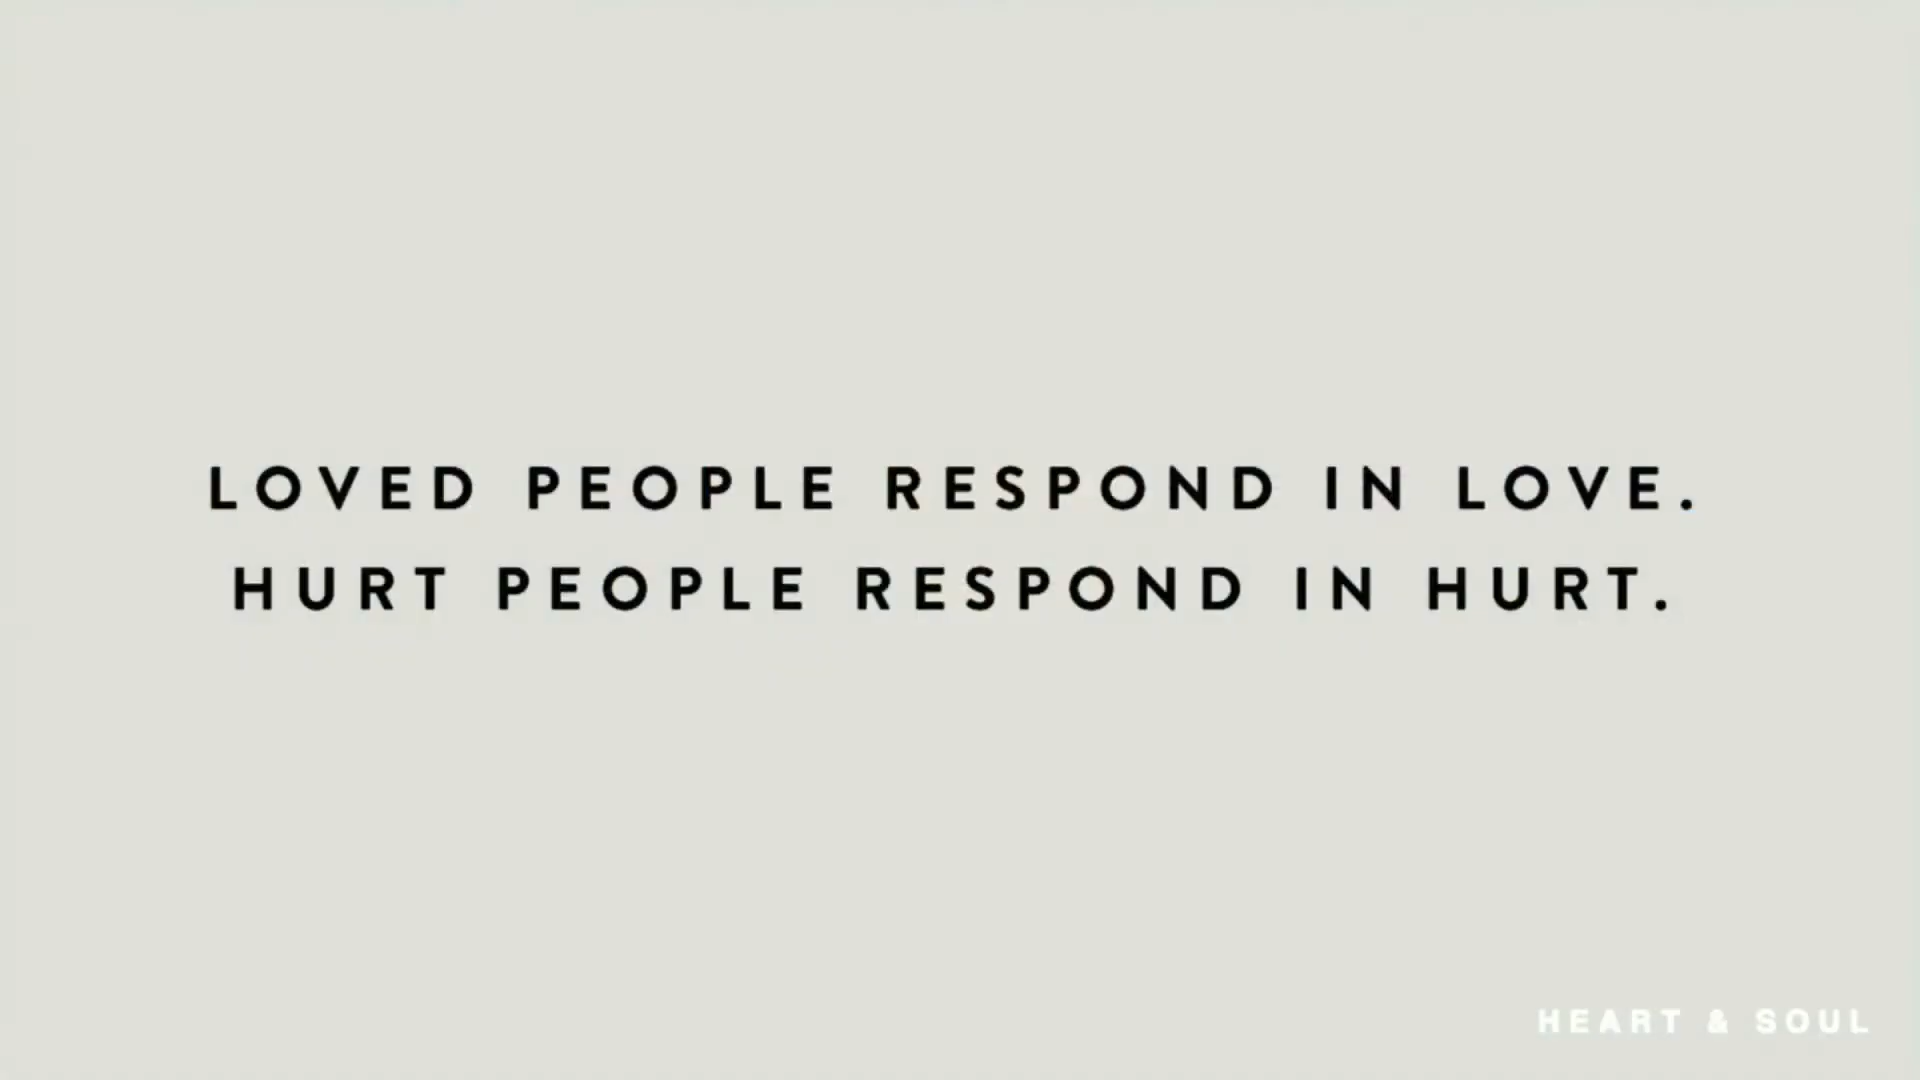 LOVED PEOPLE RESPOND IN LOVE.
HURT PEOPLE RESPOND IN HURT.
HEART & SOUL